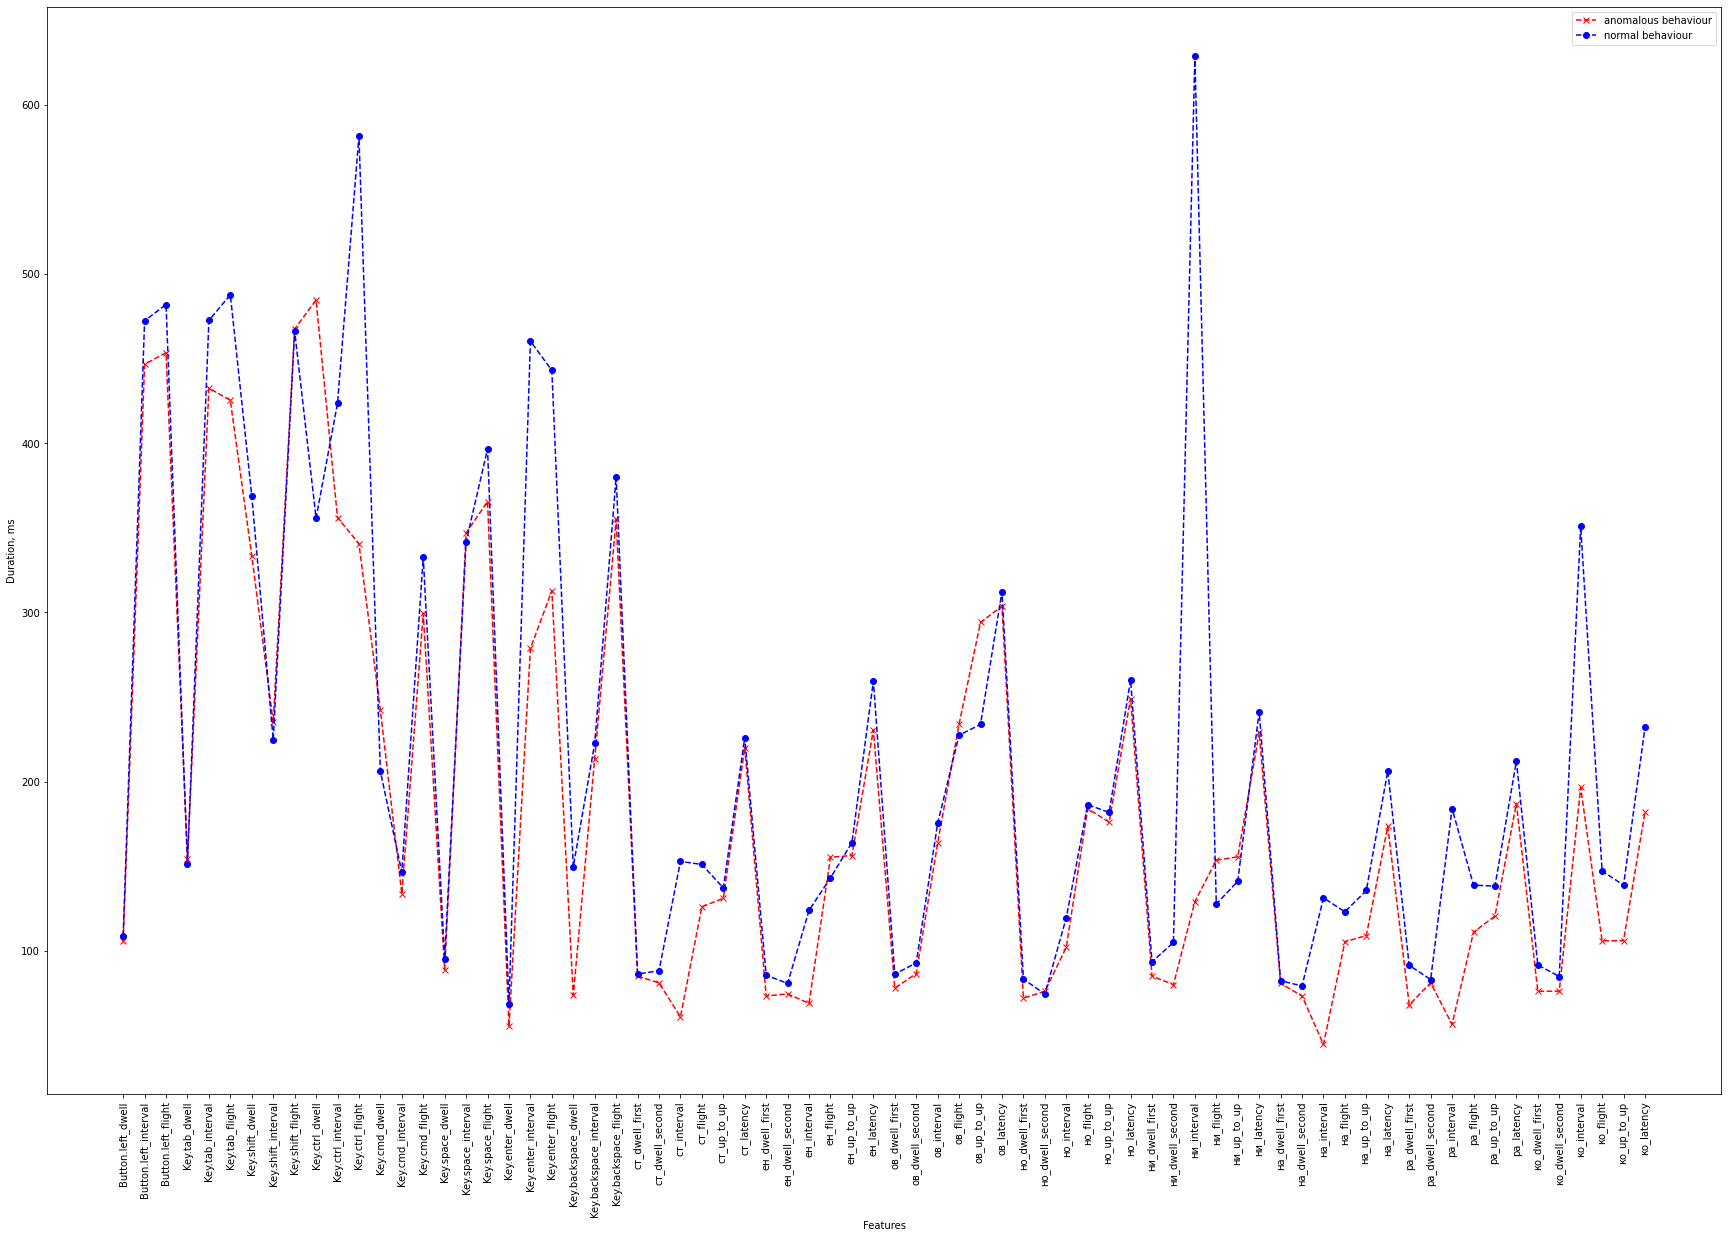 anomalous behaviour
normal behaviour
600
500
400
300
200
100
Duration, ms
Button.left_dwell
Button.left_interval
Button.left_flight
Key.tab_dwell
Key.tab_interval
Key.tab_flight
Key.shift_dwell
Key.shift_interval
Key.shift_flight
Key.ctrl_dwell
Key.ctrl_interval
Key.ctrl_flight
Key.cmd_dwell
Key.cmd_interval
Key.cmd_flight
Key.space_dwell
Key.space_interval
Key.space_flight
Key.enter_dwell
Key.enter_interval
Key.enter_flight
Key.backspace_dwell
Key.backspace_interval
Key.backspace_flight
ст_dwell_first
ст_dwell_second
ст_interval
ст_flight
ст_up_to_up
ст_latency
ен_dwell_first
ен_dwell_second
ен_interval
ен_flight
ен_up_to_up
ен_latency
ов_dwell_first
ов_dwell_second
ов_interval
ов_flight
ов_up_to_up
ов_latency
но_dwell_first
но_dwell_second
но_interval
но_flight
но_up_to_up
но_latency
ни_dwell_first
ни_dwell_second
ни_interval
ни_flight
ни_up_to_up
ни_latency
на_dwell_first
на_dwell_second
на_interval
на_flight
на_up_to_up
на_latency
ра_dwell_first
ра_dwell_second
ра_interval
ра_flight
ра_up_to_up
ра_latency
ко_dwell_first
ко_dwell_second
ко_interval
ко_flight
ко_up_to_up
ко_latency
Features